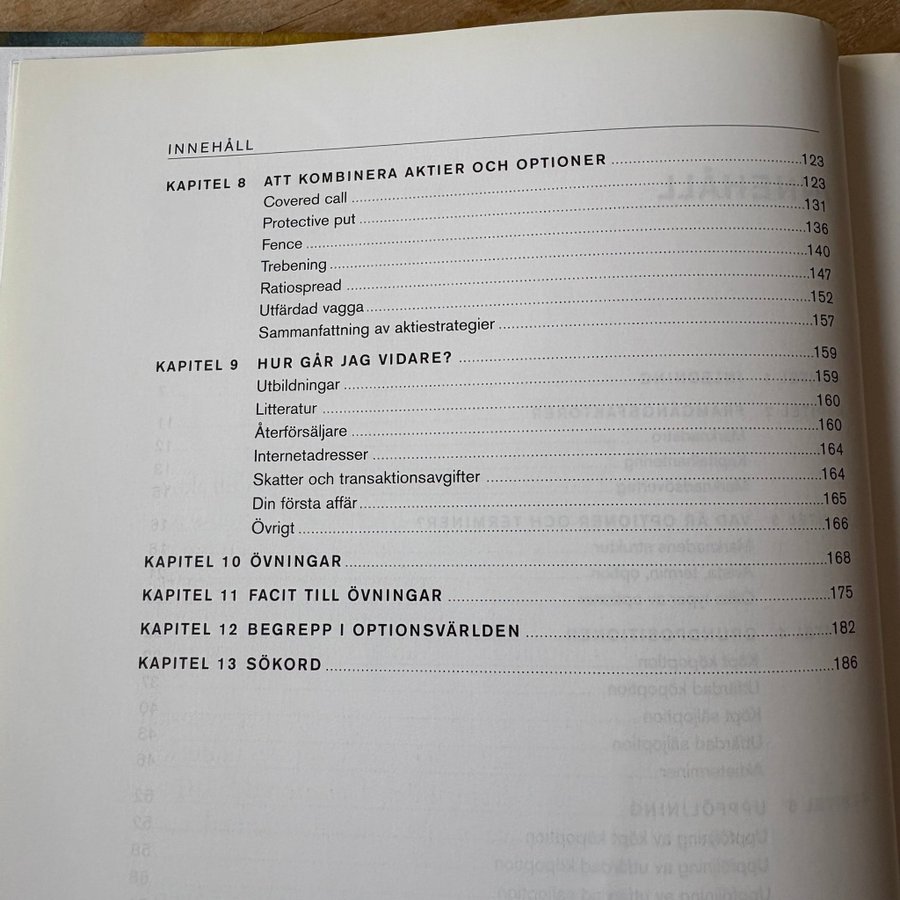 INNEHÅLL
KAPITEL 8 ATT KOMBINERA AKTIER OCH OPTIONER 123
Covered call 123
Protective put 131
Fence 136
Trebening 140
Ratiospread 147
Utfärdad vagga 152
Sammanfattning av aktiestrategier 157
KAPITEL 9 HUR GÅR JAG VIDARE? 159
Utbildningar 159
Litteratur 160
Återförsäljare 160
Internetadresser 164
Skatter och transaktionsavgifter 164
Din första affär 165
Övrigt 166
KAPITEL 10 ÖVNINGAR 168
KAPITEL 11 FACIT TILL ÖVNINGAR 175
KAPITEL 12 BEGREPP I OPTIONSVÄRLDEN 182
KAPITEL 13 SÖKORD 186